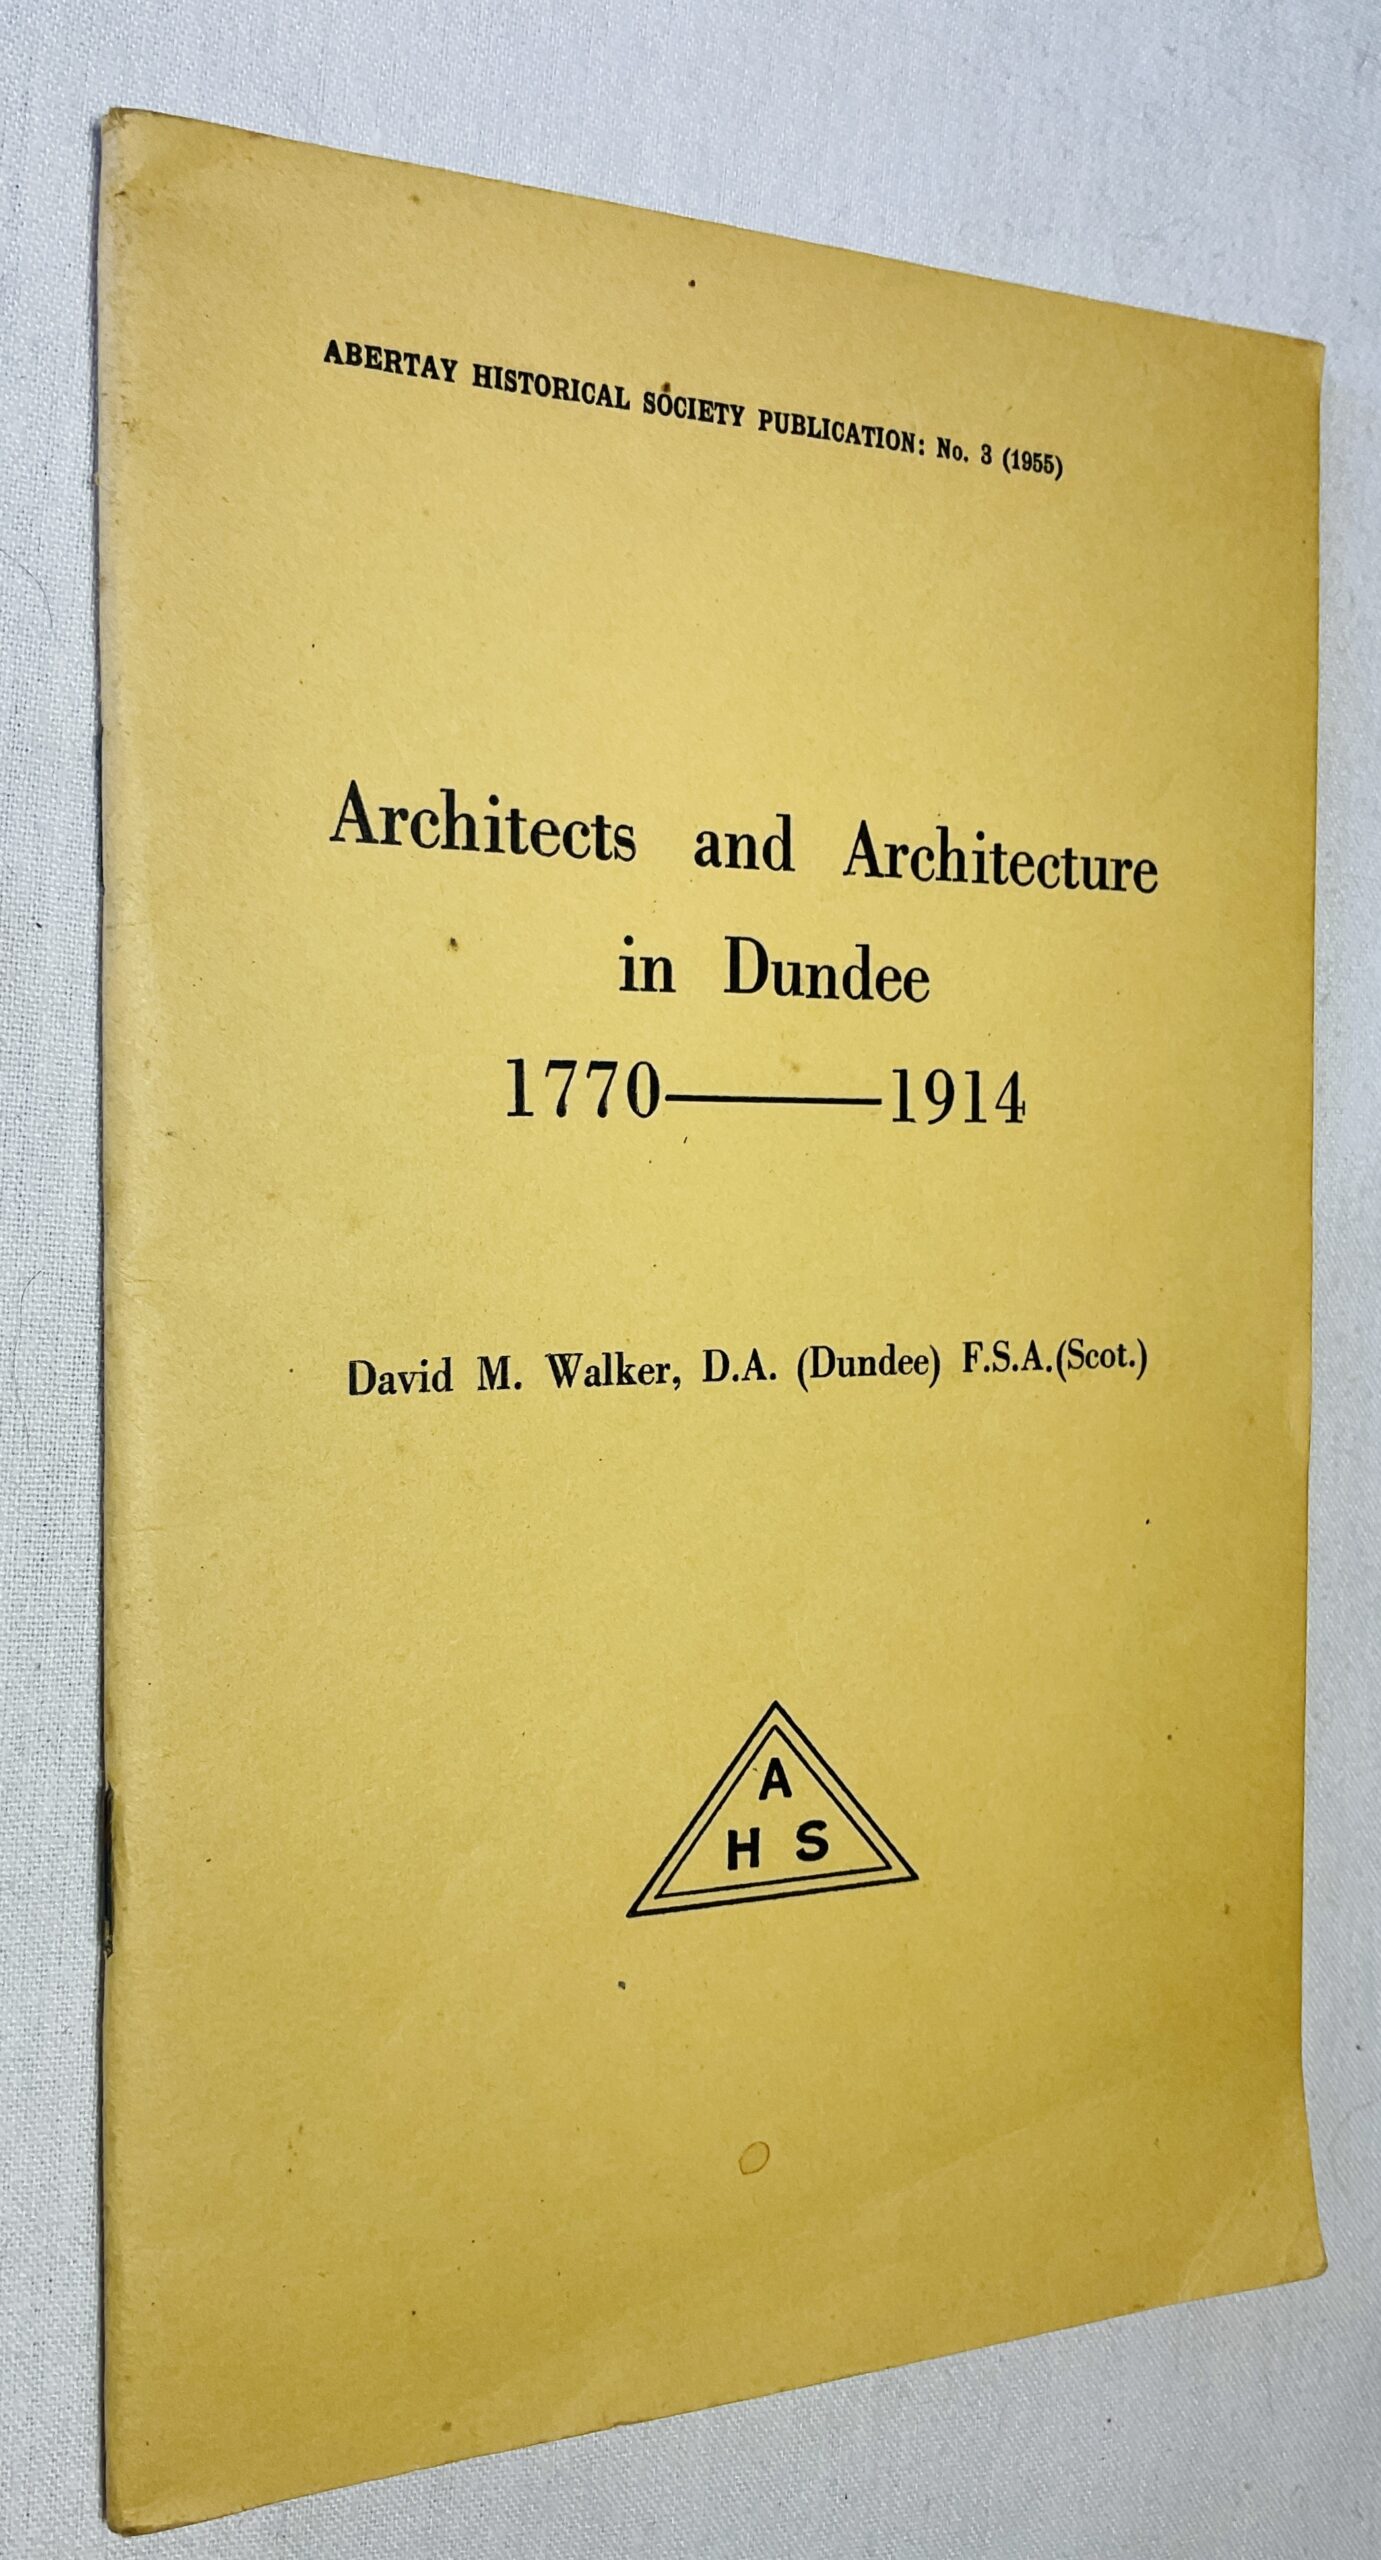 ABERTAY HISTORICAL SOCIETY PUBLICATION: No. 3 (1955)
Architects and Architecture
in Dundee
1770——1914
David M. Walker, D.A. (Dundee) F.S.A.(Scot.)
A
H S